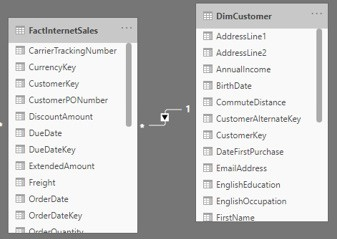 FactInternetSales
CarrierTrackingNumber
CurrencyKey
CustomerKey
CustomerPONumber
DiscountAmount
DueDate
DueDateKey
ExtendedAmount
Freight
OrderDate
OrderDateKey
OrderQuantity
1
DimCustomer
AddressLine1
AddressLine2
AnnualIncome
BirthDate
CommuteDistance
CustomerAlternateKey
CustomerKey
DateFirstPurchase
EmailAddress
EnglishEducation
EnglishOccupation
FirstName